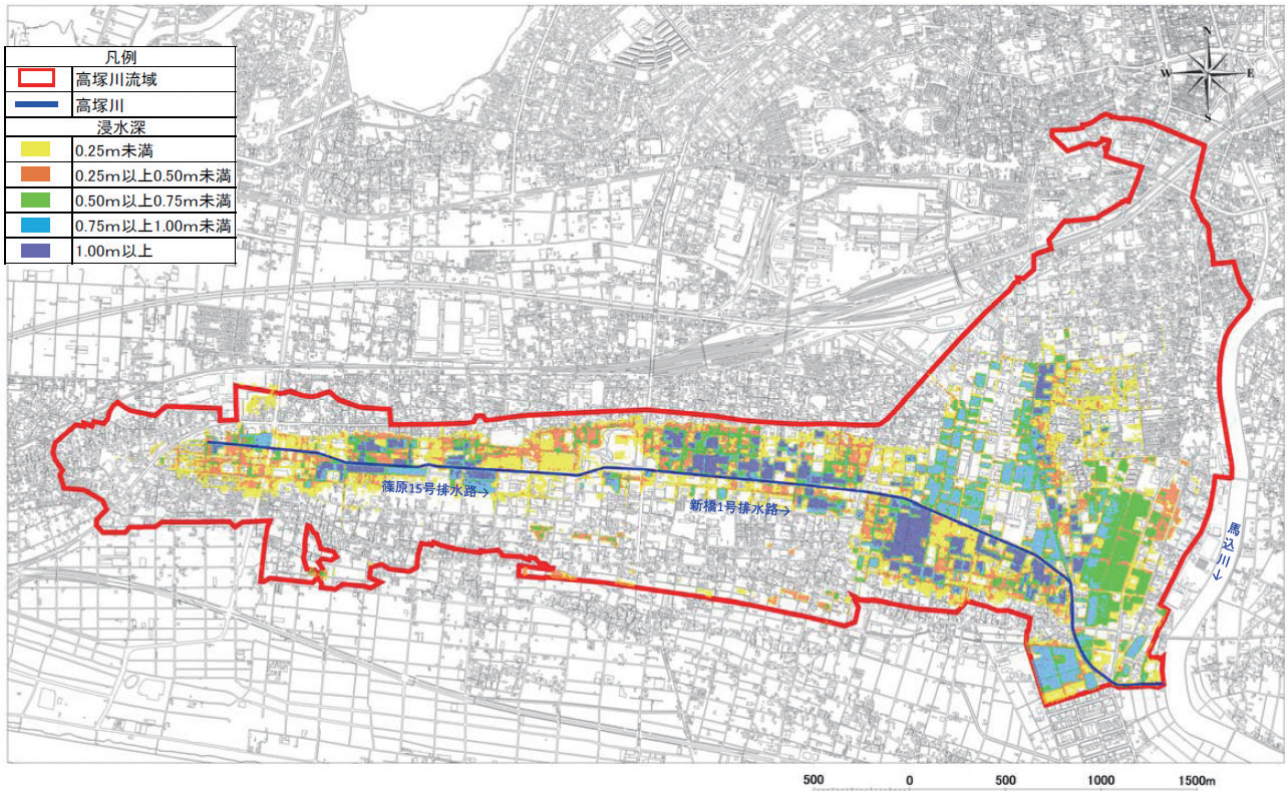 凡例
高塚川流域
高塚川
浸水深
0.25m未満
0.25m以上0.50m未満
0.50m以上0.75m未満
0.75m以上1.00m未満
1.00m以上
N
W
E
S
篠原15号排水路→
新橋1号排水路→
馬込川→
500
0
500
1000
1500m